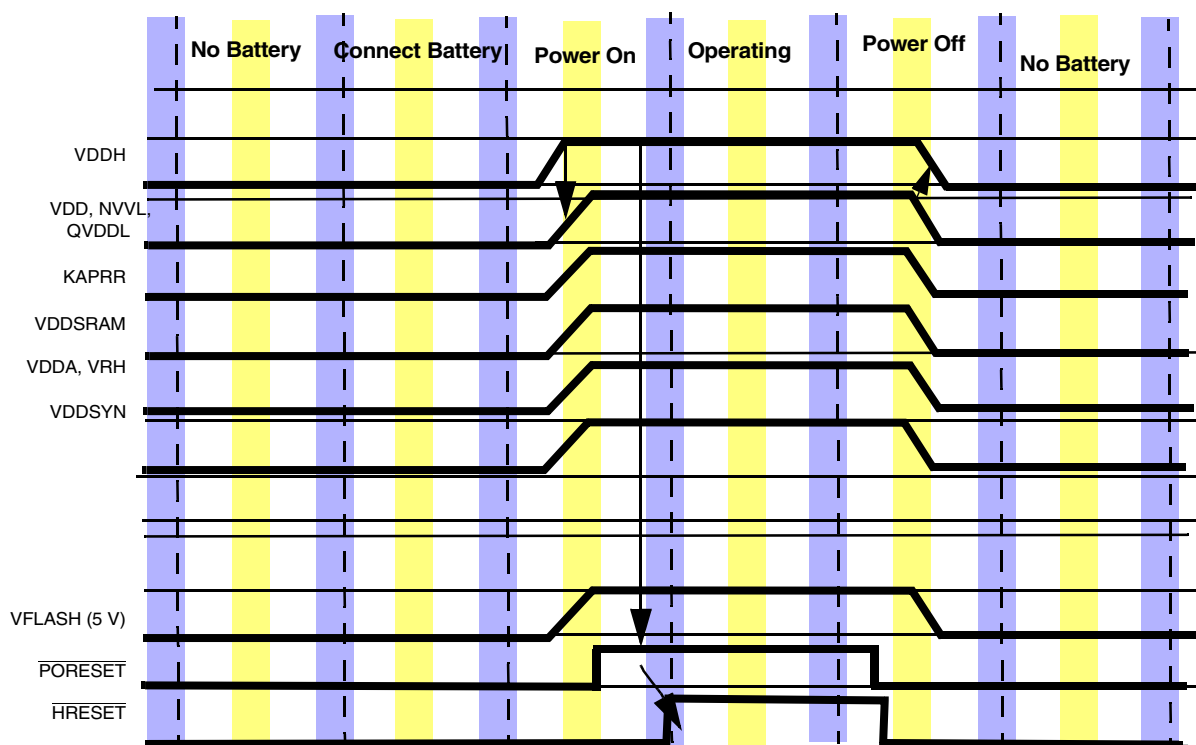 No Battery
Connect Battery
Power On
Operating
Power Off
No Battery
VDDH
VDD, NVVL,
QVDDL
KAPRR
VDDSRAM
VDDA, VRH
VDDSYN
VFLASH (5 V)
PORESET
HRESET